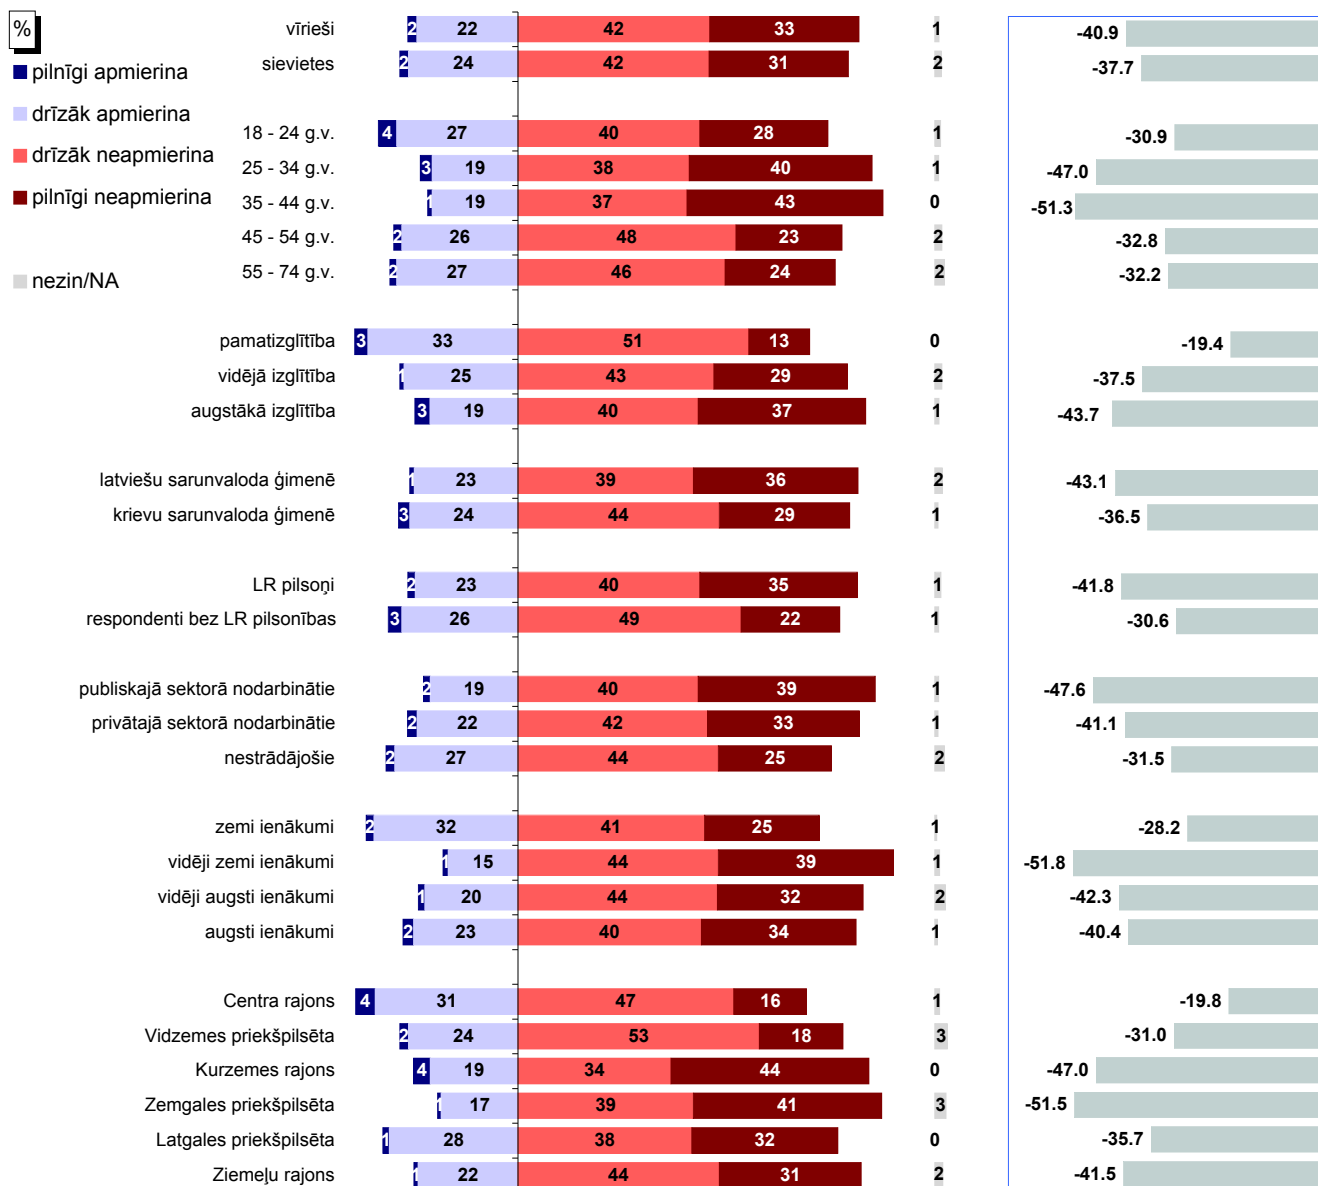 %
pilnīgi apmierina
drīzāk apmierina
drīzāk neapmierina
pilnīgi neapmierina
nezin/NA
vīrieši 2 22 42 33 1 -40.9
sievietes 2 24 42 31 2 -37.7
18 - 24 g.v. 4 27 40 28 1 -30.9
25 - 34 g.v. 3 19 38 40 1 -47.0
35 - 44 g.v. 1 19 37 43 0 -51.3
45 - 54 g.v. 2 26 48 23 2 -32.8
55 - 74 g.v. 2 27 46 24 2 -32.2
pamatizglītība 3 33 51 13 0 -19.4
vidējā izglītība 1 25 43 29 2 -37.5
augstākā izglītība 3 19 40 37 1 -43.7
latviešu sarunvaloda ģimenē 1 23 39 36 2 -43.1
krievu sarunvaloda ģimenē 3 24 44 29 1 -36.5
LR pilsoņi 2 23 40 35 1 -41.8
respondenti bez LR pilsonības 3 26 49 22 1 -30.6
publiskajā sektorā nodarbinātie 2 19 40 39 1 -47.6
privātajā sektorā nodarbinātie 2 22 42 33 1 -41.1
nestrādājošie 2 27 44 25 2 -31.5
zemi ienākumi 2 32 41 25 1 -28.2
vidēji zemi ienākumi 1 15 44 39 1 -51.8
vidēji augsti ienākumi 1 20 44 32 2 -42.3
augsti ienākumi 2 23 40 34 1 -40.4
Centra rajons 4 31 47 16 1 -19.8
Vidzemes priekšpilsēta 2 24 53 18 3 -31.0
Kurzemes rajons 4 19 34 44 0 -47.0
Zemgales priekšpilsēta 1 17 39 41 3 -51.5
Latgales priekšpilsēta 1 28 38 32 0 -35.7
Ziemeļu rajons 1 22 44 31 2 -41.5